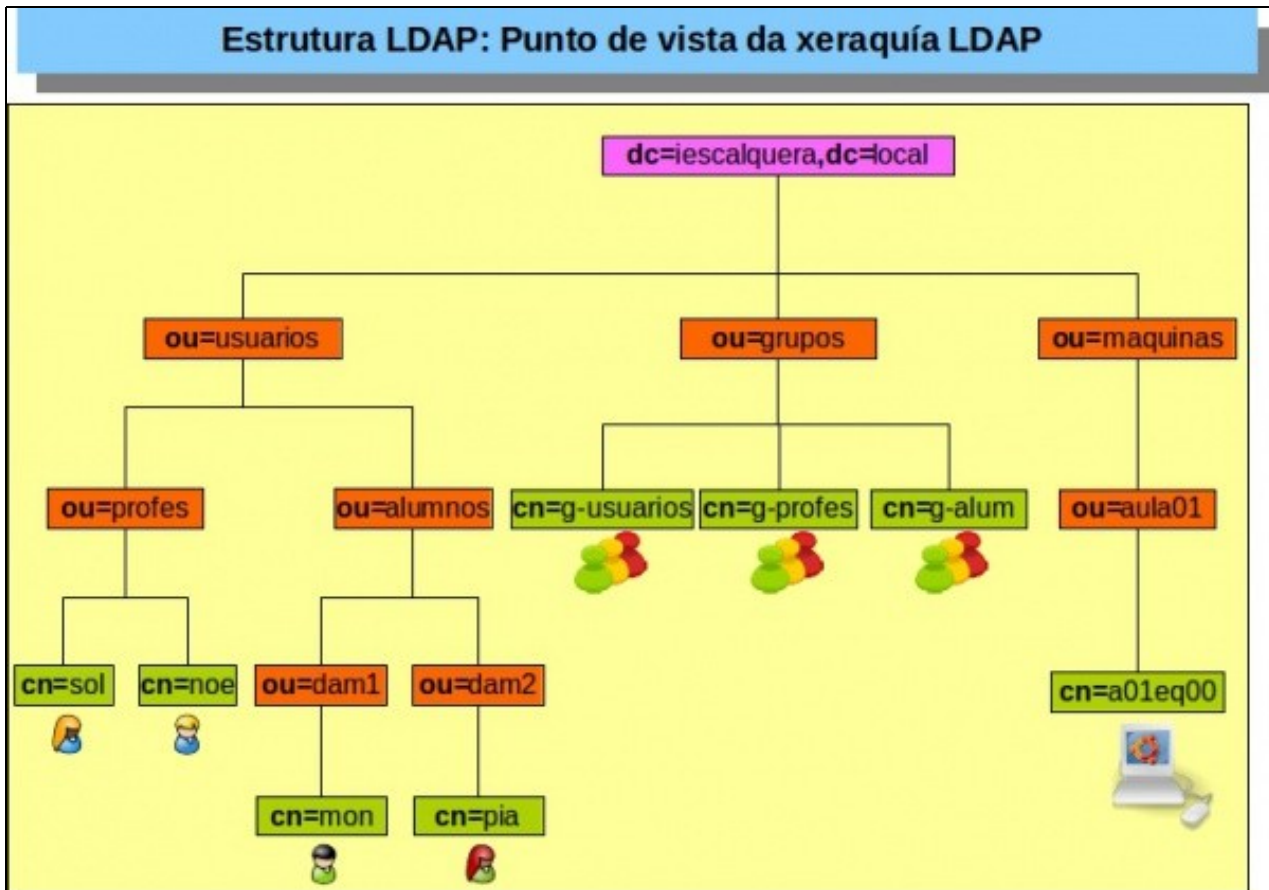 Estrutura LDAP: Punto de vista da xeraquía LDAP
dc=iescalquera,dc=local
ou=usuarios
ou=grupos
ou=maquinas
ou=profes
ou=alumnos
cn=g-usuarios
cn=g-profes
cn=g-alum
ou=aula01
cn=sol
cn=noe
ou=dam1
ou=dam2
cn=a01eq00
cn=mon
cn=pia